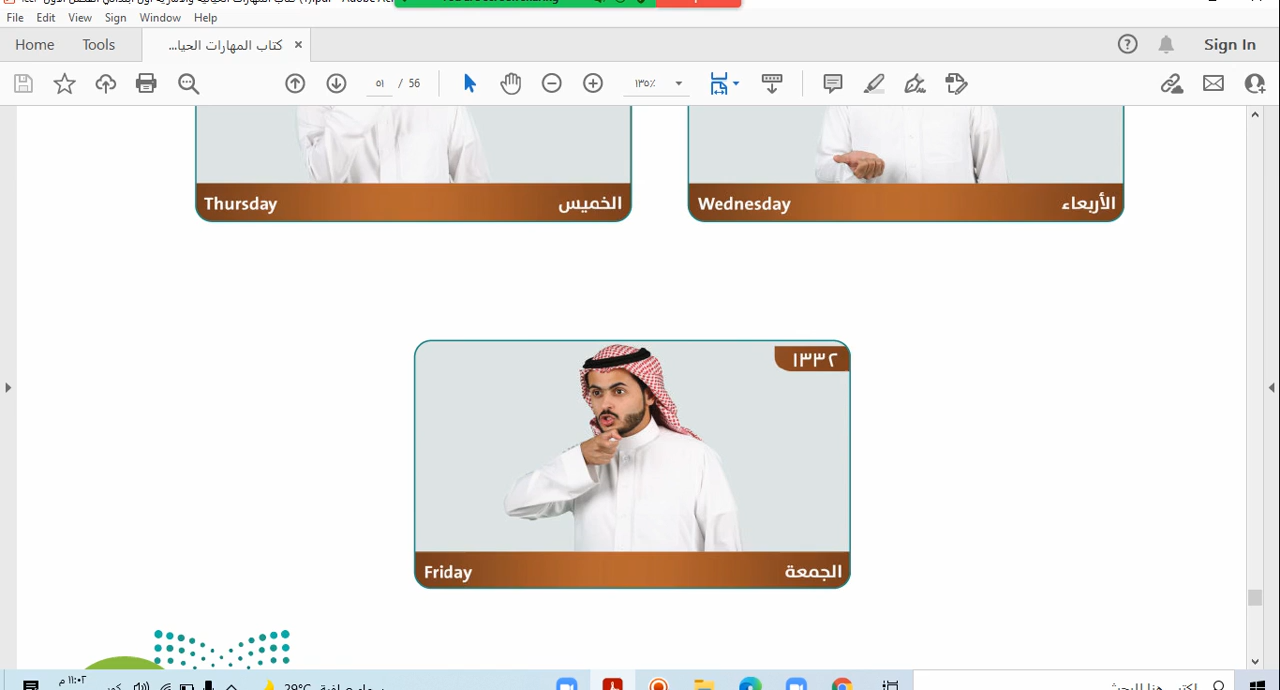 File Edit View Sign Window Help
Home Tools كتاب المهارات الحيا...
Sign In
٥١ / 56
١٣٥٪
Thursday الخميس
Wednesday الأربعاء
١٣٣٢
Friday الجمعة
١١:٠٢ م
29°C